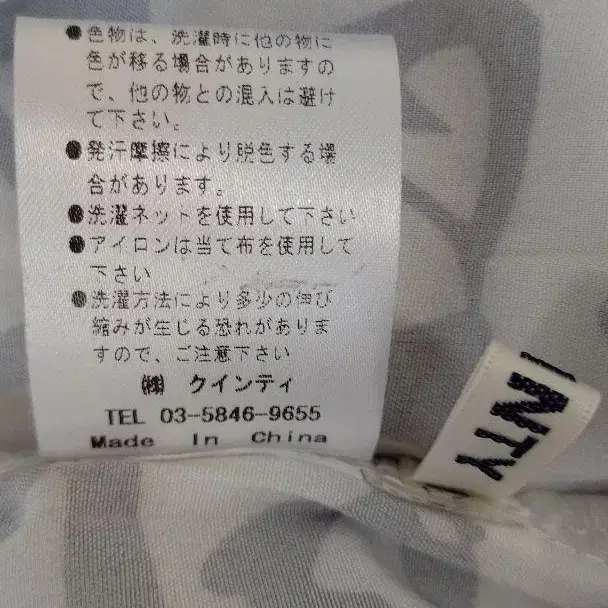 ●色物は、洗濯時に他の物に
色が移る場合がありますの
で、他の物との混入は避け
て下さい。
●発汗摩擦により脱色する場
合があります。
●洗濯ネットを使用して下さい
●アイロンは当て布を使用して
下さい
●洗濯方法により多少の伸び
縮みが生じる恐れがありま
すので、ご注意下さい
㈱ クインティ
TEL 03-5846-9655
Made In China
NTY